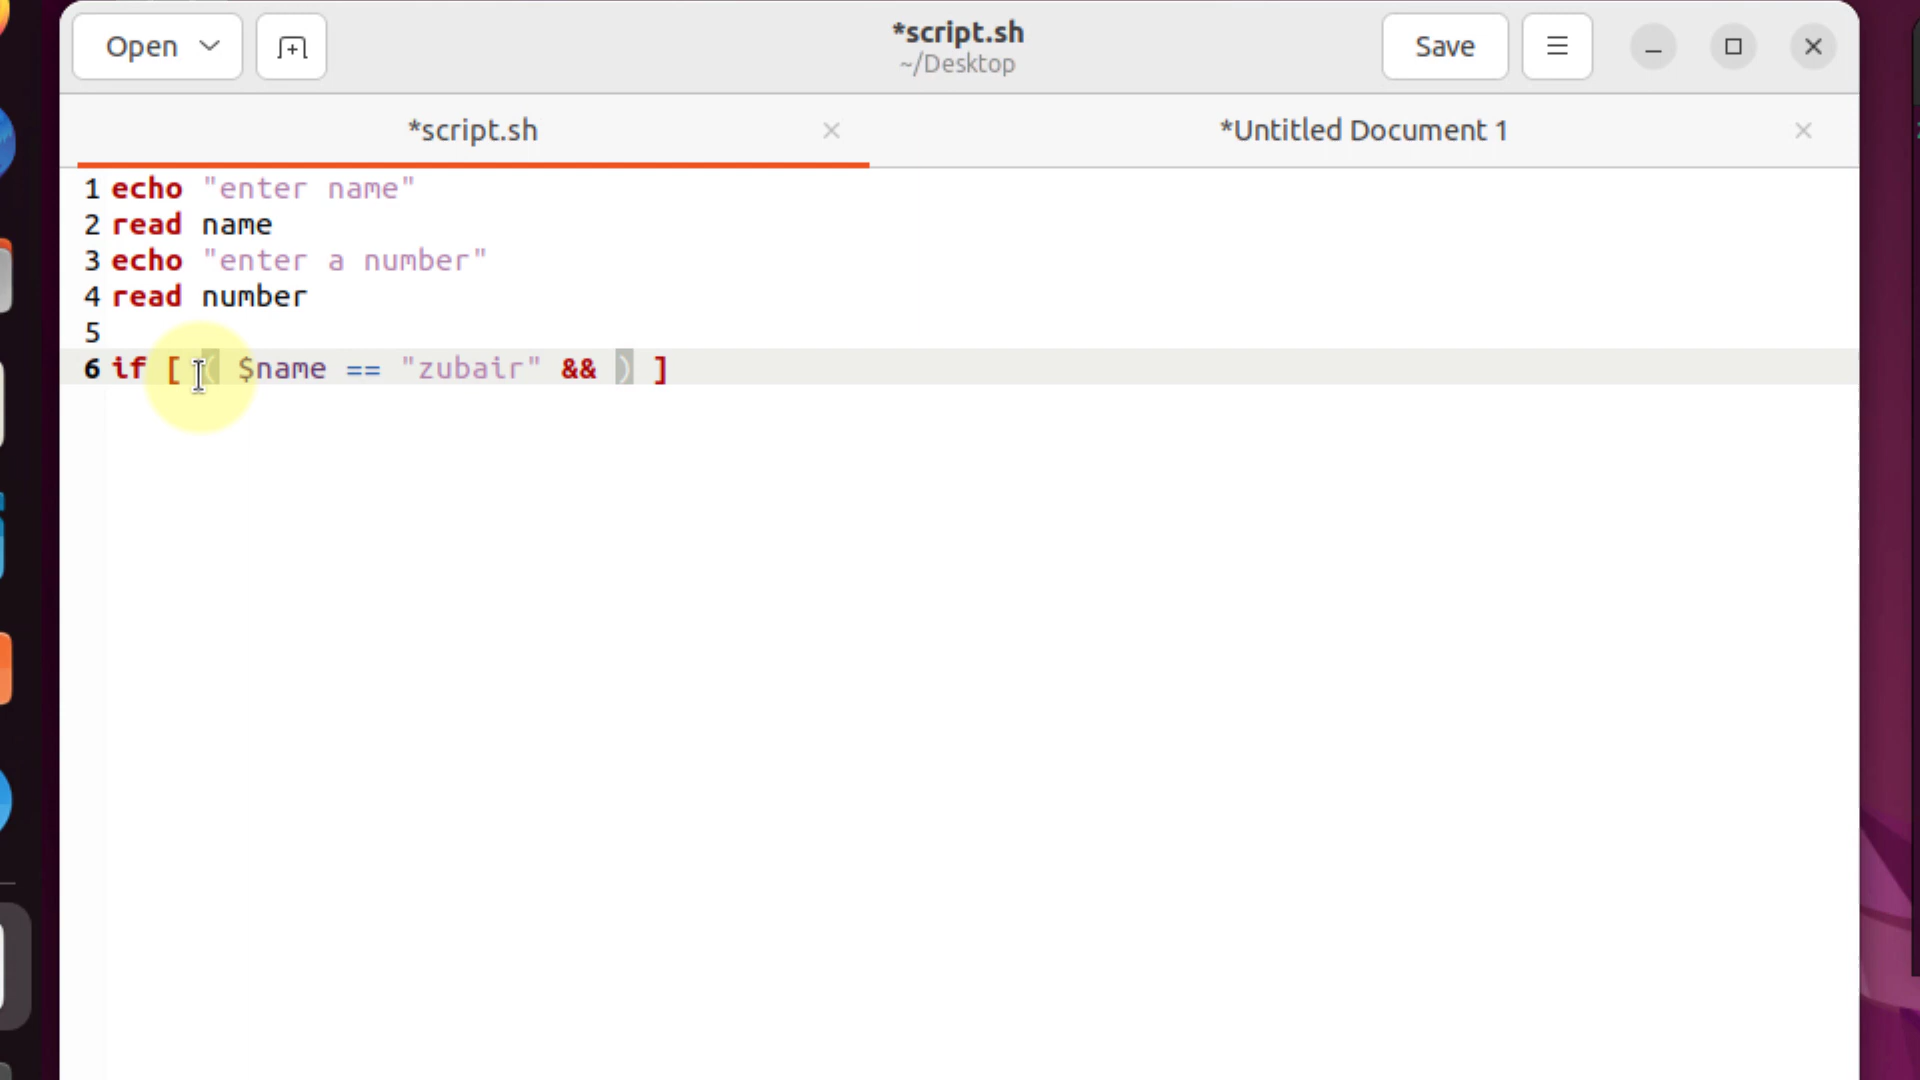 Open
*script.sh
~/Desktop
Save
*script.sh
*Untitled Document 1
1 echo "enter name"
2 read name
3 echo "enter a number"
4 read number
5
6 if [ ( $name == "zubair" && ) ]